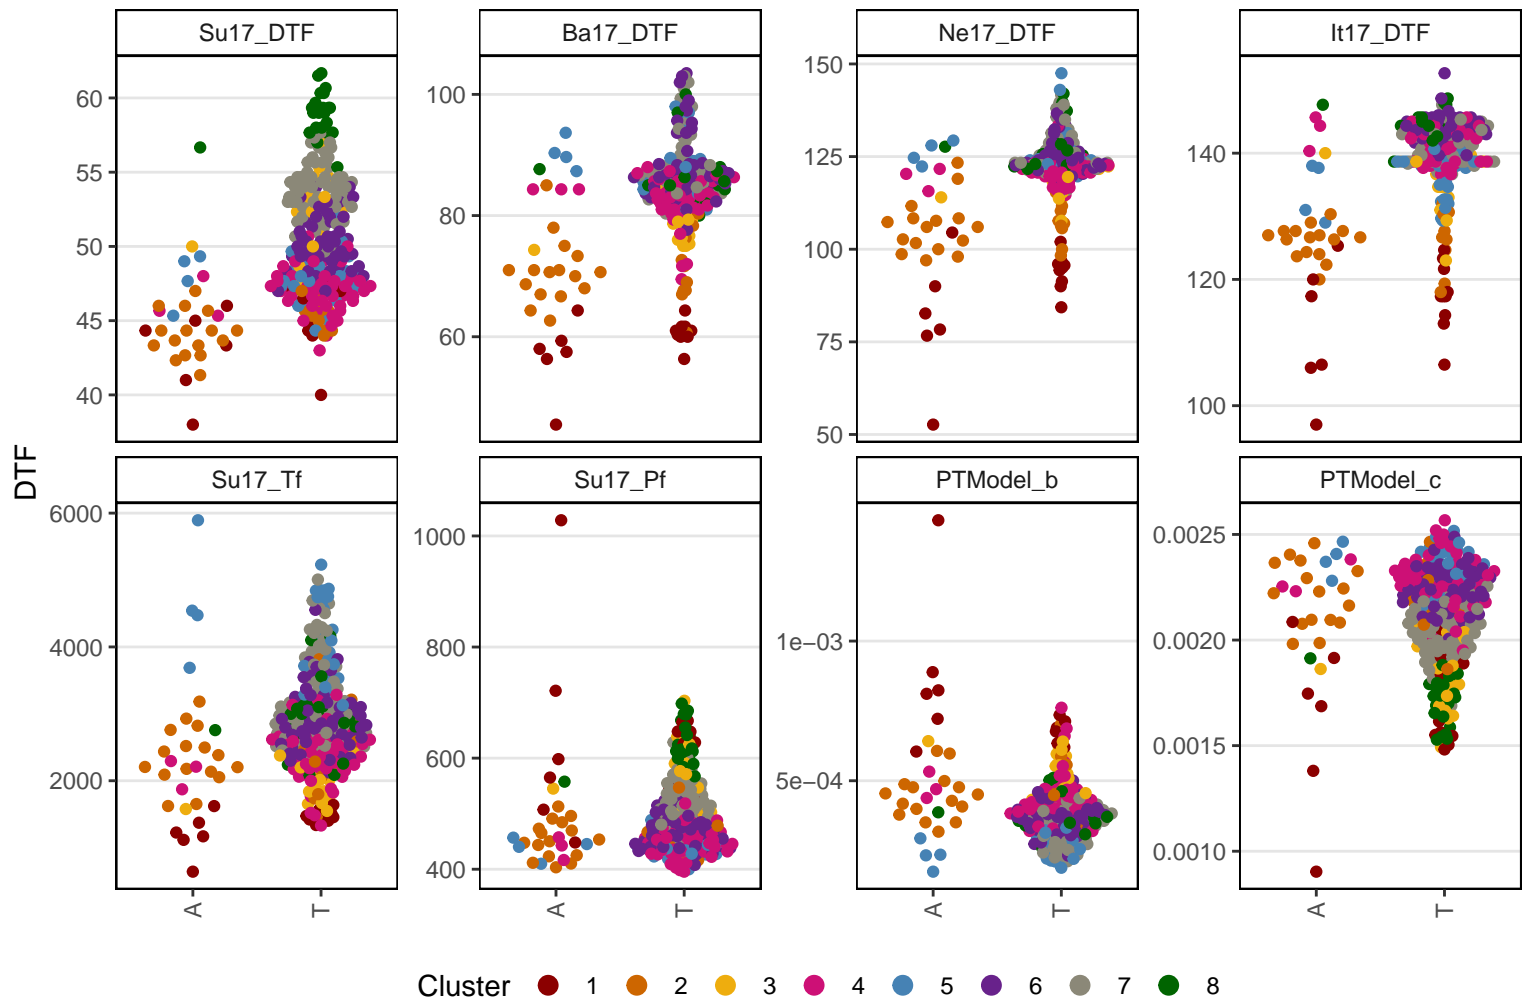 Su17_DTF
Ba17_DTF
Ne17_DTF
It17_DTF
60
55
50
45
40
100
80
60
150
125
100
75
50
140
120
100
DTF
Su17_Tf
Su17_Pf
PTModel_b
PTModel_c
6000
4000
2000
1000
800
600
400
1e−03
5e−04
0.0025
0.0020
0.0015
0.0010
A T A T A T A T
Cluster 1 2 3 4 5 6 7 8